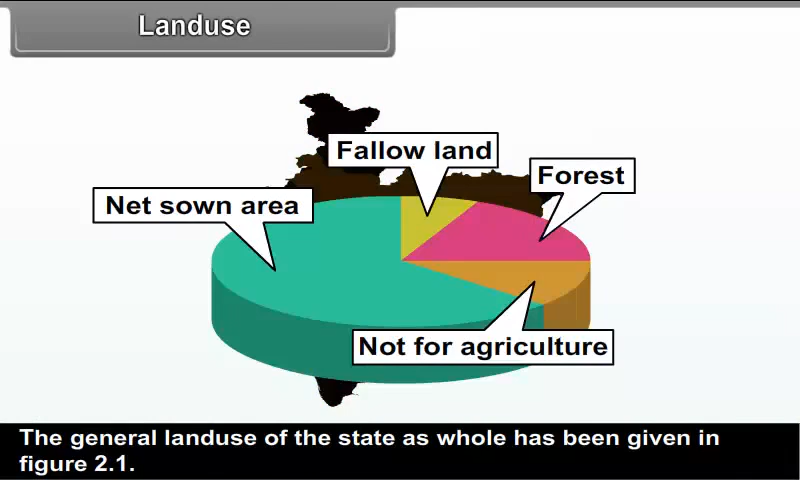 Landuse
Fallow land
Forest
Net sown area
Not for agriculture
The general landuse of the state as whole has been given in
figure 2.1.